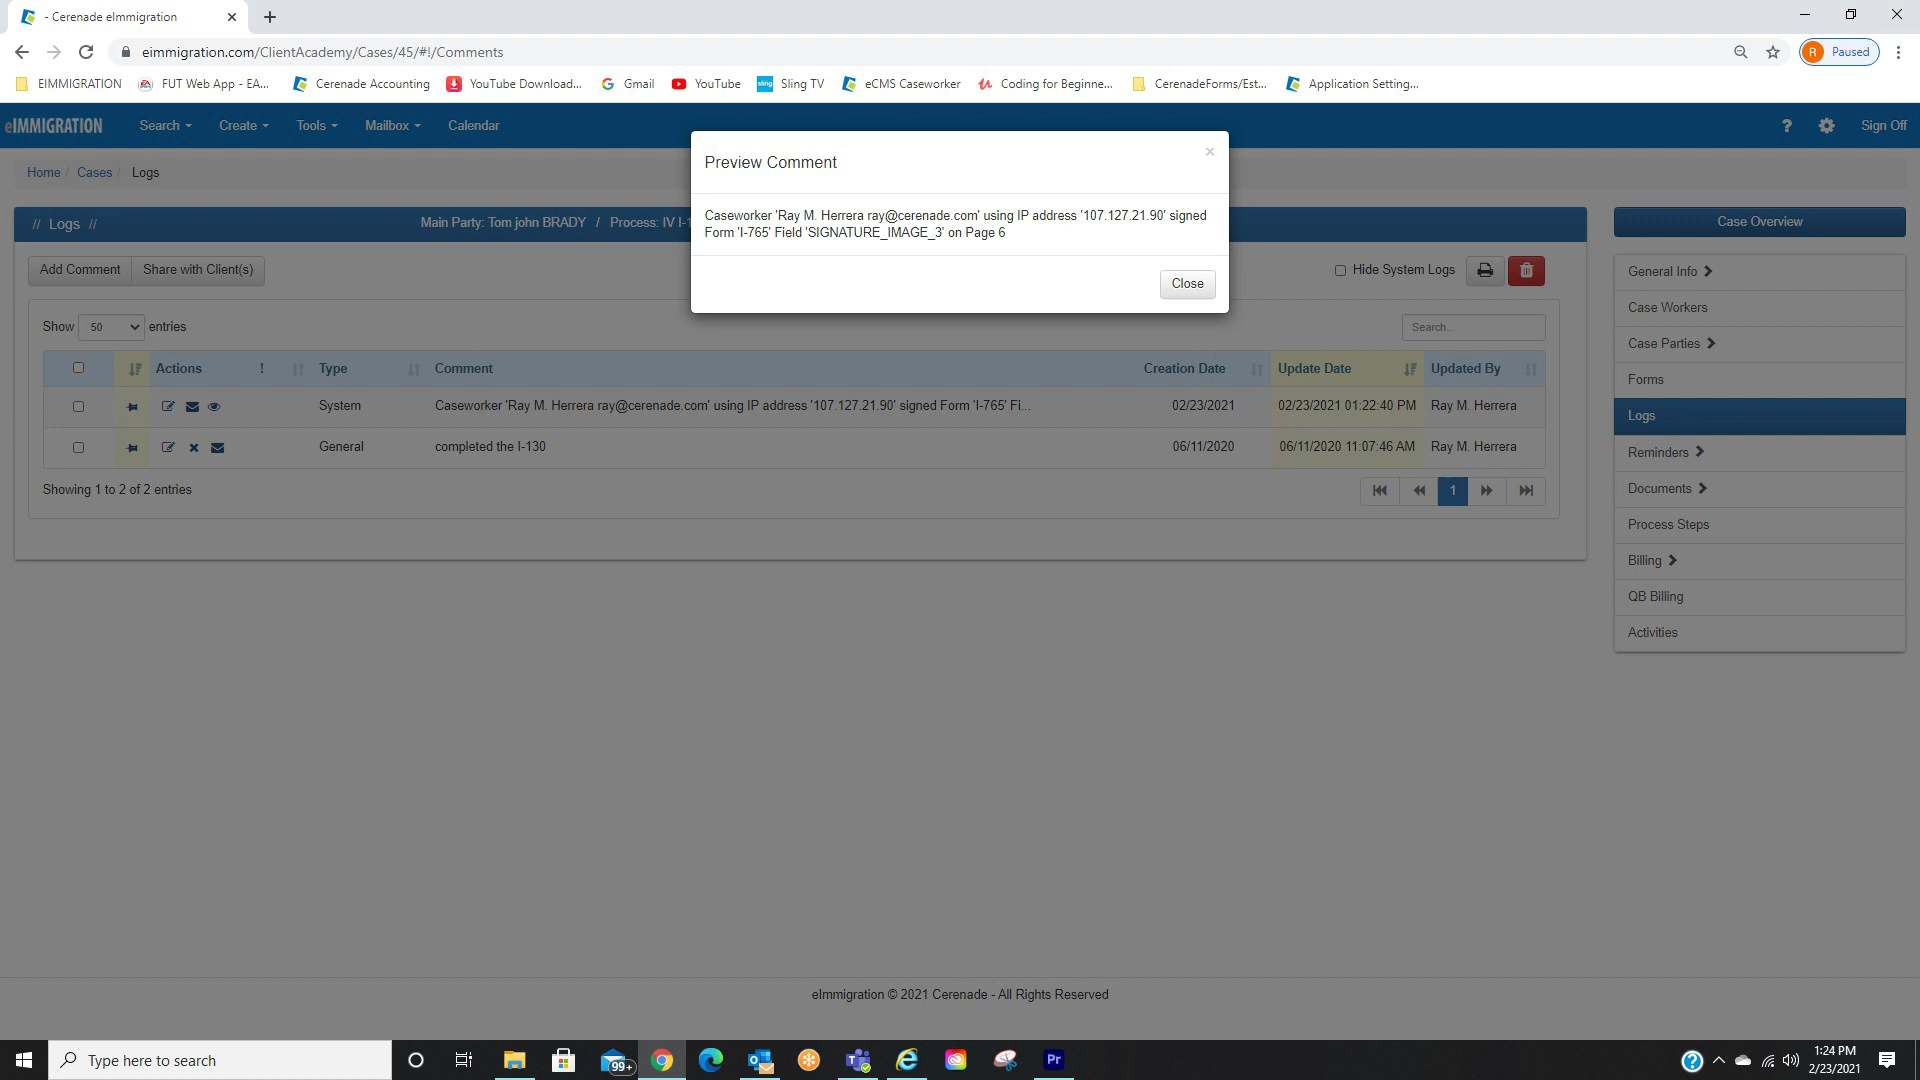 - Cerenade eImmigration
eimmigration.com/ClientAcademy/Cases/45/#!/Comments
R Paused
EIMMIGRATION
FUT Web App - EA...
Cerenade Accounting
YouTube Download...
Gmail
YouTube
sling Sling TV
eCMS Caseworker
Coding for Beginne...
CerenadeForms/Est...
Application Setting...
eIMMIGRATION
Search
Create
Tools
Mailbox
Calendar
?
Sign Off
Home / Cases / Logs
// Logs //
Main Party: Tom john BRADY / Process: IV I-1
Preview Comment
×
Caseworker 'Ray M. Herrera ray@cerenade.com' using IP address '107.127.21.90' signed
Form 'I-765' Field 'SIGNATURE_IMAGE_3' on Page 6
Close
Add Comment
Share with Client(s)
Hide System Logs
Show 50 entries
Search...
Actions ! Type Comment Creation Date Update Date Updated By
System Caseworker 'Ray M. Herrera ray@cerenade.com' using IP address '107.127.21.90' signed Form 'I-765' Fi... 02/23/2021 02/23/2021 01:22:40 PM Ray M. Herrera
General completed the I-130 06/11/2020 06/11/2020 11:07:46 AM Ray M. Herrera
Showing 1 to 2 of 2 entries
1
Case Overview
General Info
Case Workers
Case Parties
Forms
Logs
Reminders
Documents
Process Steps
Billing
QB Billing
Activities
eImmigration © 2021 Cerenade - All Rights Reserved
Type here to search
99+
Pr
?
1:24 PM
2/23/2021